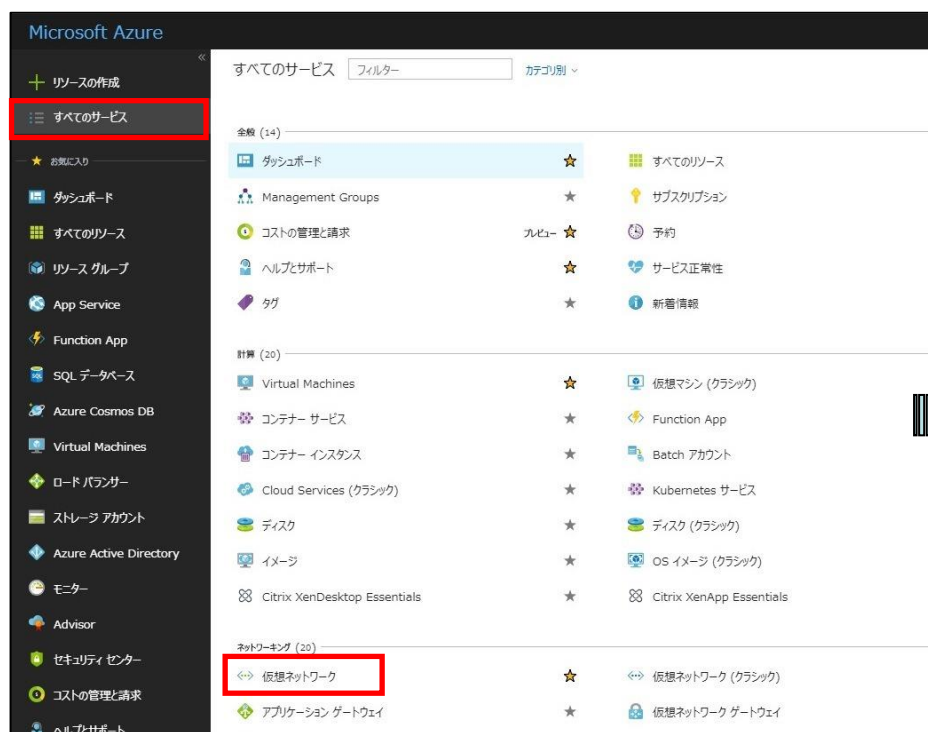 Microsoft Azure
«
リソースの作成
すべてのサービス
お気に入り
ダッシュボード
すべてのリソース
リソース グループ
App Service
Function App
SQL データベース
Azure Cosmos DB
Virtual Machines
ロード バランサー
ストレージ アカウント
Azure Active Directory
モニター
Advisor
セキュリティ センター
コストの管理と請求
ヘルプとサポート
すべてのサービス フィルター カテゴリ別
全般 (14)
ダッシュボード すべてのリソース
Management Groups サブスクリプション
コストの管理と請求 プレビュー 予約
ヘルプとサポート サービス正常性
タグ 新着情報
計算 (20)
Virtual Machines 仮想マシン (クラシック)
コンテナー サービス Function App
コンテナー インスタンス Batch アカウント
Cloud Services (クラシック) Kubernetes サービス
ディスク ディスク (クラシック)
イメージ OS イメージ (クラシック)
Citrix XenDesktop Essentials Citrix XenApp Essentials
ネットワーキング (20)
仮想ネットワーク 仮想ネットワーク (クラシック)
アプリケーション ゲートウェイ 仮想ネットワーク ゲートウェイ